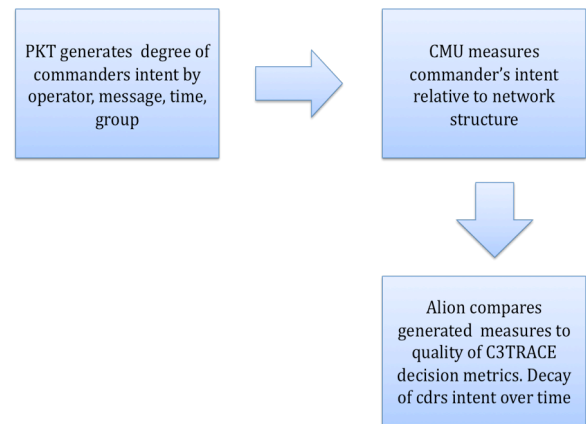 PKT generates degree of
commanders intent by
operator, message, time,
group
CMU measures
commander's intent
relative to network
structure
Alion compares
generated measures to
quality of C3TRACE
decision metrics. Decay
of cdrs intent over time